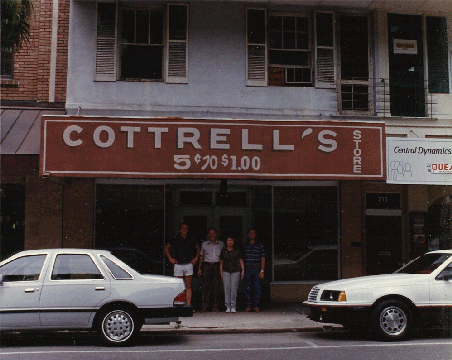 COTTRELL'S
STORE
5¢ TO $1.00
Central Dynamics